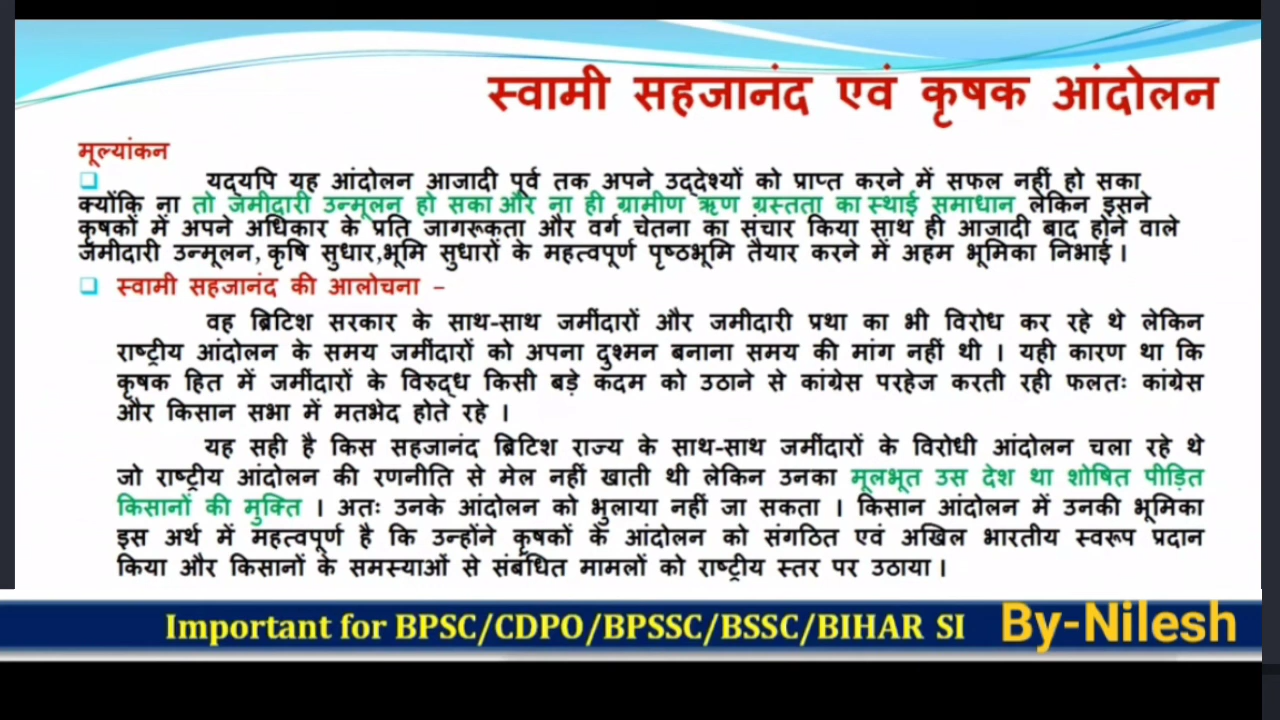 स्वामी सहजानंद एवं कृषक आंदोलन
मूल्यांकन
यद्यपि यह आंदोलन आजादी पूर्व तक अपने उद्देश्यों को प्राप्त करने में सफल नहीं हो सका
क्योंकि ना तो जमीदारी उन्मूलन हो सका और ना ही ग्रामीण ऋण ग्रस्तता का स्थाई समाधान लेकिन इसने
कृषकों में अपने अधिकार के प्रति जागरूकता और वर्ग चेतना का संचार किया साथ ही आजादी बाद होने वाले
जमीदारी उन्मूलन,कृषि सुधार,भूमि सुधारों के महत्वपूर्ण पृष्ठभूमि तैयार करने में अहम भूमिका निभाई ।
स्वामी सहजानंद की आलोचना –
वह ब्रिटिश सरकार के साथ-साथ जमींदारों और जमीदारी प्रथा का भी विरोध कर रहे थे लेकिन
राष्ट्रीय आंदोलन के समय जमींदारों को अपना दुश्मन बनाना समय की मांग नहीं थी । यही कारण था कि
कृषक हित में जमींदारों के विरुद्ध किसी बड़े कदम को उठाने से कांग्रेस परहेज करती रही फलतः कांग्रेस
और किसान सभा में मतभेद होते रहे ।
यह सही है किस सहजानंद ब्रिटिश राज्य के साथ-साथ जमींदारों के विरोधी आंदोलन चला रहे थे
जो राष्ट्रीय आंदोलन की रणनीति से मेल नहीं खाती थी लेकिन उनका मूलभूत उस देश था शोषित पीड़ित
किसानों की मुक्ति । अतः उनके आंदोलन को भुलाया नहीं जा सकता । किसान आंदोलन में उनकी भूमिका
इस अर्थ में महत्वपूर्ण है कि उन्होंने कृषकों के आंदोलन को संगठित एवं अखिल भारतीय स्वरूप प्रदान
किया और किसानों के समस्याओं से संबंधित मामलों को राष्ट्रीय स्तर पर उठाया ।
Important for BPSC/CDPO/BPSSC/BSSC/BIHAR SI By-Nilesh